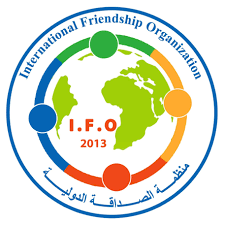 International Friendship Organization
I.F.O
2013
منظمة الصداقة الدولية